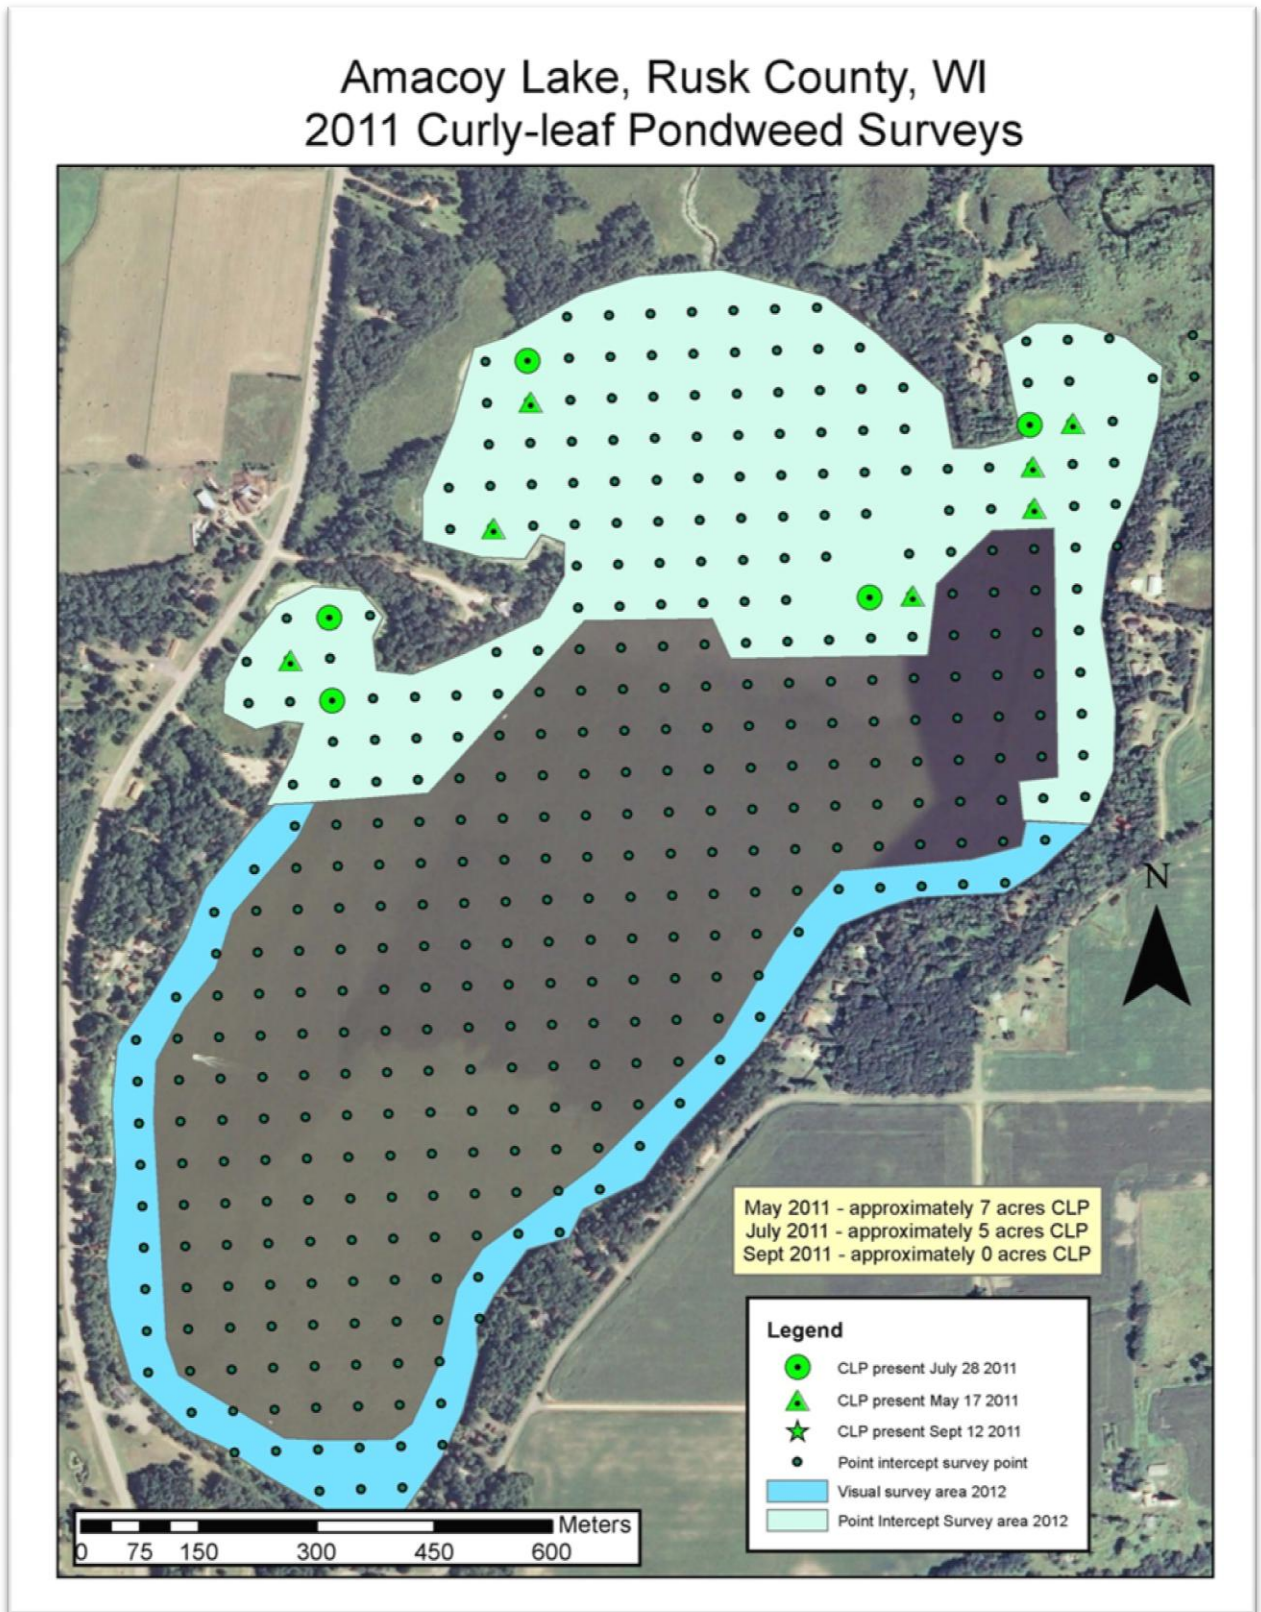 Amacoy Lake, Rusk County, WI
2011 Curly-leaf Pondweed Surveys
N
May 2011 - approximately 7 acres CLP
July 2011 - approximately 5 acres CLP
Sept 2011 - approximately 0 acres CLP
Legend
CLP present July 28 2011
CLP present May 17 2011
CLP present Sept 12 2011
Point intercept survey point
Visual survey area 2012
Point Intercept Survey area 2012
Meters
0 75 150 300 450 600